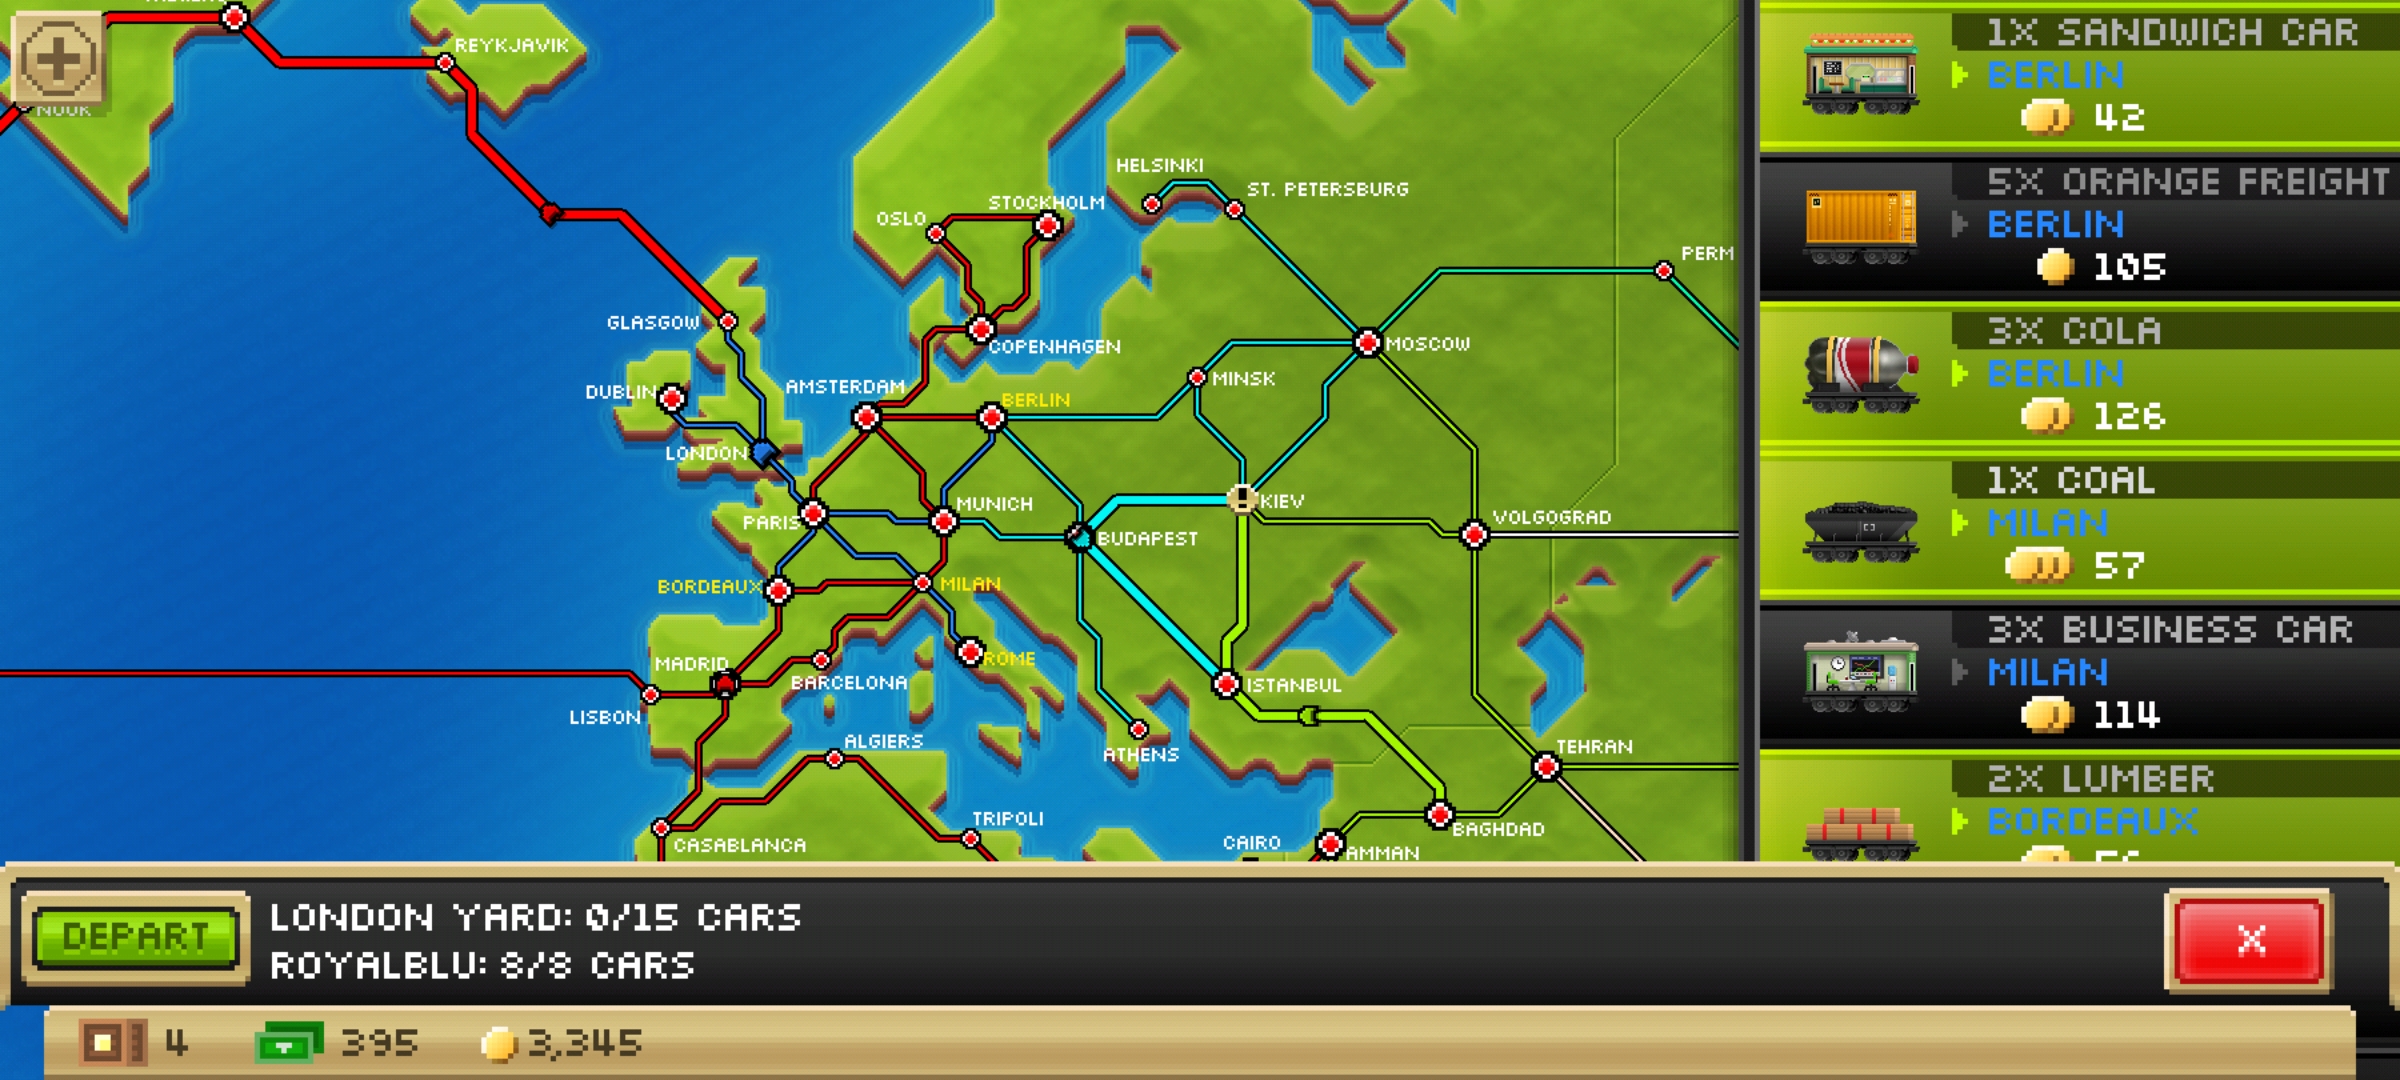 REYKJAVIK
NUUK
HELSINKI
ST. PETERSBURG
STOCKHOLM
OSLO
PERM
GLASGOW
COPENHAGEN
MOSCOW
DUBLIN
AMSTERDAM
BERLIN
MINSK
LONDON
PARIS
MUNICH
KIEV
VOLGOGRAD
BUDAPEST
BORDEAUX
MILAN
MADRID
ROME
BARCELONA
ISTANBUL
LISBON
ALGIERS
ATHENS
TEHRAN
CASABLANCA
TRIPOLI
CAIRO
AMMAN
BAGHDAD
1X SANDWICH CAR
BERLIN
42
5X ORANGE FREIGHT
BERLIN
105
3X COLA
BERLIN
126
1X COAL
MILAN
57
3X BUSINESS CAR
MILAN
114
2X LUMBER
BORDEAUX
DEPART
LONDON YARD: 0/15 CARS
ROYALBLU: 8/8 CARS
X
4
395
3,345